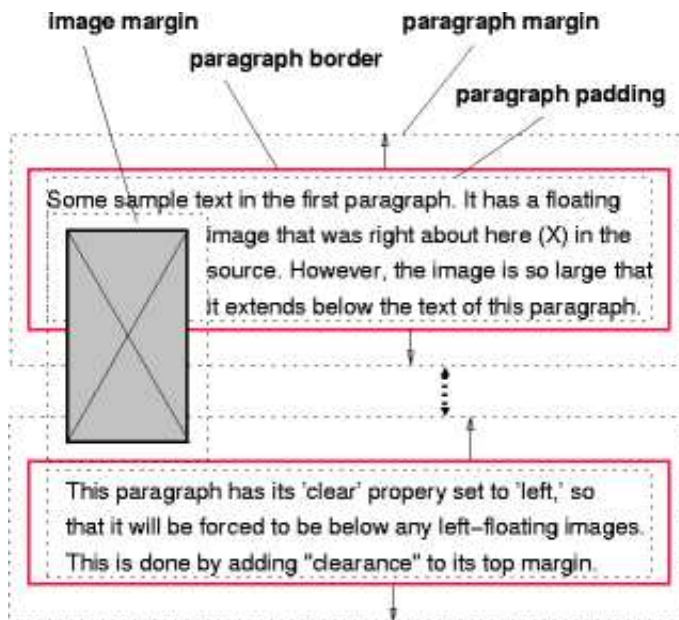 image margin
paragraph margin
paragraph border
paragraph padding
Some sample text in the first paragraph. It has a floating
image that was right about here (X) in the
source. However, the image is so large that
it extends below the text of this paragraph.
This paragraph has its 'clear' propery set to 'left,' so
that it will be forced to be below any left-floating images.
This is done by adding "clearance" to its top margin.